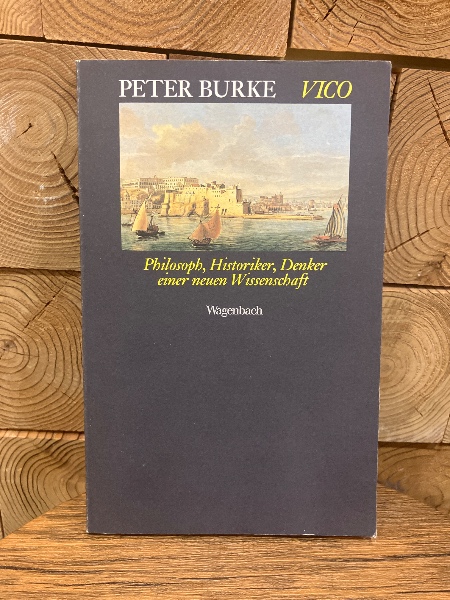 PETER BURKE VICO
Philosoph, Historiker, Denker
einer neuen Wissenschaft
Wagenbach